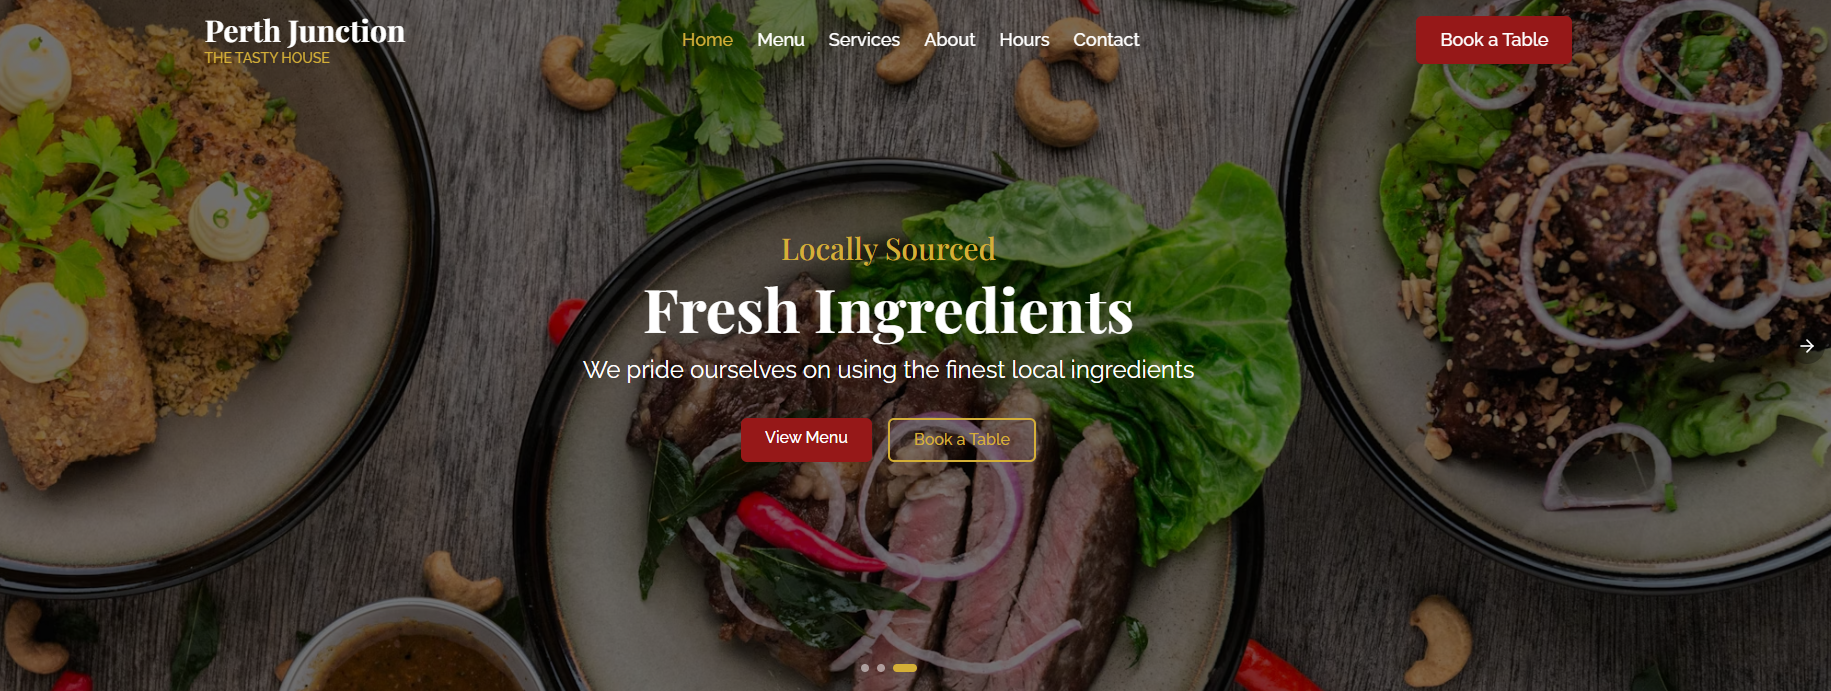 Perth Junction
THE TASTY HOUSE
Home Menu Services About Hours Contact
Book a Table
Locally Sourced
Fresh Ingredients
We pride ourselves on using the finest local ingredients
View Menu
Book a Table